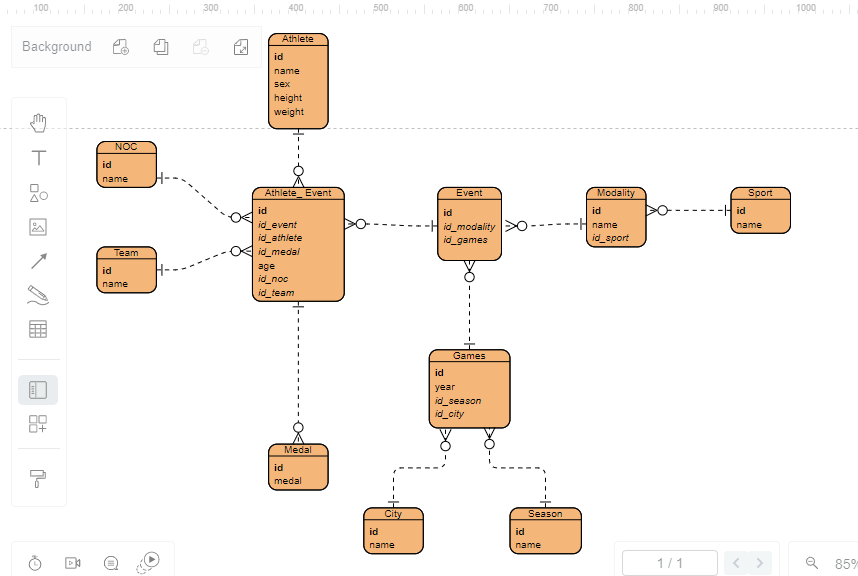 100 200 300 400 500 600 700 800 900 1000
Background
Athlete
id
name
sex
height
weight
NOC
id
name
Athlete_ Event
id
id_event
id_athlete
id_medal
age
id_noc
id_team
Event
id
id_modality
id_games
Modality
id
name
id_sport
Sport
id
name
Team
id
name
Games
id
year
id_season
id_city
Medal
id
medal
City
id
name
Season
id
name
1 / 1
85%